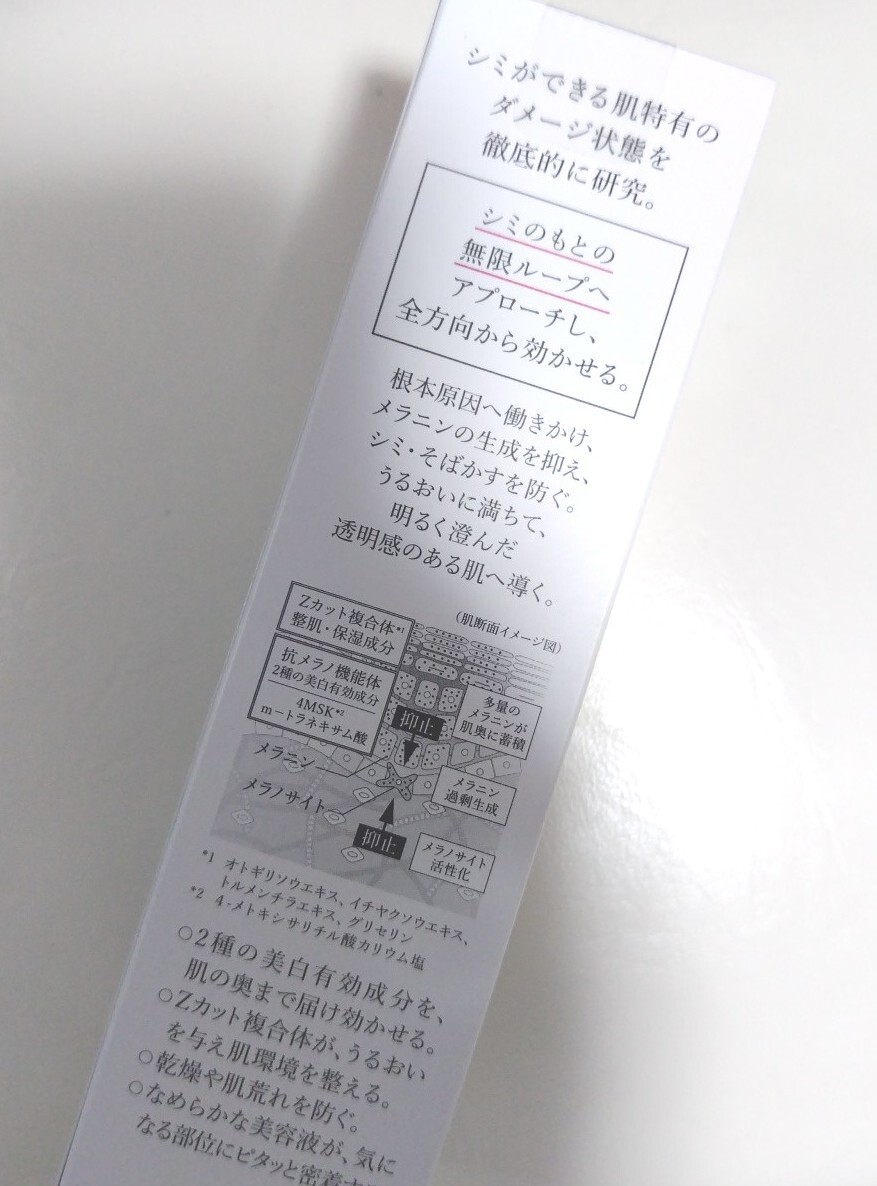 シミができる肌特有の
ダメージ状態を
徹底的に研究。
シミのもとの
無限ループへ
アプローチし、
全方向から効かせる。
根本原因へ働きかけ、
メラニンの生成を抑え、
シミ・そばかすを防ぐ。
うるおいに満ちて、
明るく澄んだ
透明感のある肌へ導く。
(肌断面イメージ図)
Zカット複合体*1
整肌・保湿成分
抗メラノ機能体
2種の美白有効成分
4MSK*2
m－トラネキサム酸
抑止
多量の
メラニンが
肌奥に蓄積
メラニン
メラノサイト
メラニン
過剰生成
抑止
メラノサイト
活性化
*1 オトギリソウエキス、イチヤクソウエキス、
トルメンチラエキス、グリセリン
*2 4-メトキシサリチル酸カリウム塩
○2種の美白有効成分を、
肌の奥まで届け効かせる。
○Zカット複合体が、うるおい
を与え肌環境を整える。
○乾燥や肌荒れを防ぐ。
○なめらかな美容液が、気に
なる部位にピタッと密着す